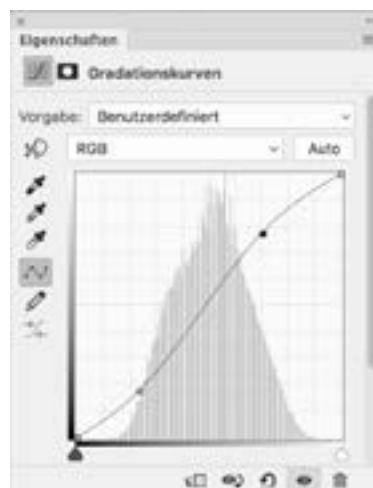 Eigenschaften
Gradationskurven
Vorgabe: Benutzerdefiniert
RGB Auto